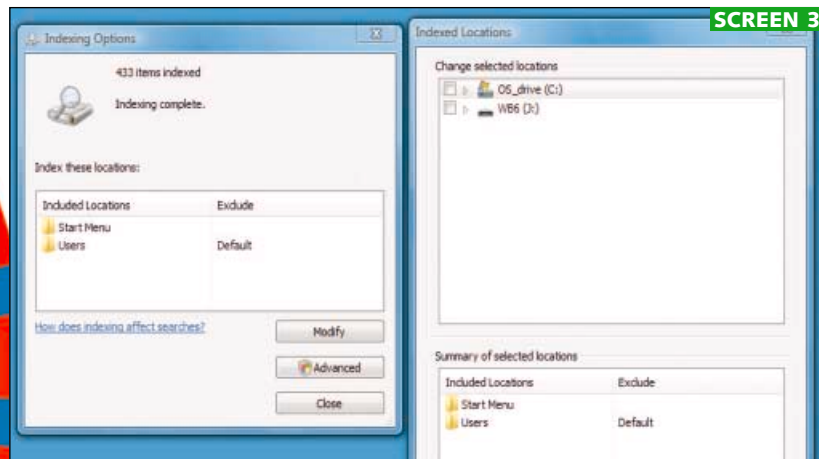 SCREEN 3
Indexing Options
433 items indexed
Indexing complete.
Index these locations:
Included Locations Exclude
Start Menu
Users Default
How does indexing affect searches?
Modify
Advanced
Close
Indexed Locations
Change selected locations
OS_drive (C:)
WB6 (J:)
Summary of selected locations
Included Locations Exclude
Start Menu
Users Default